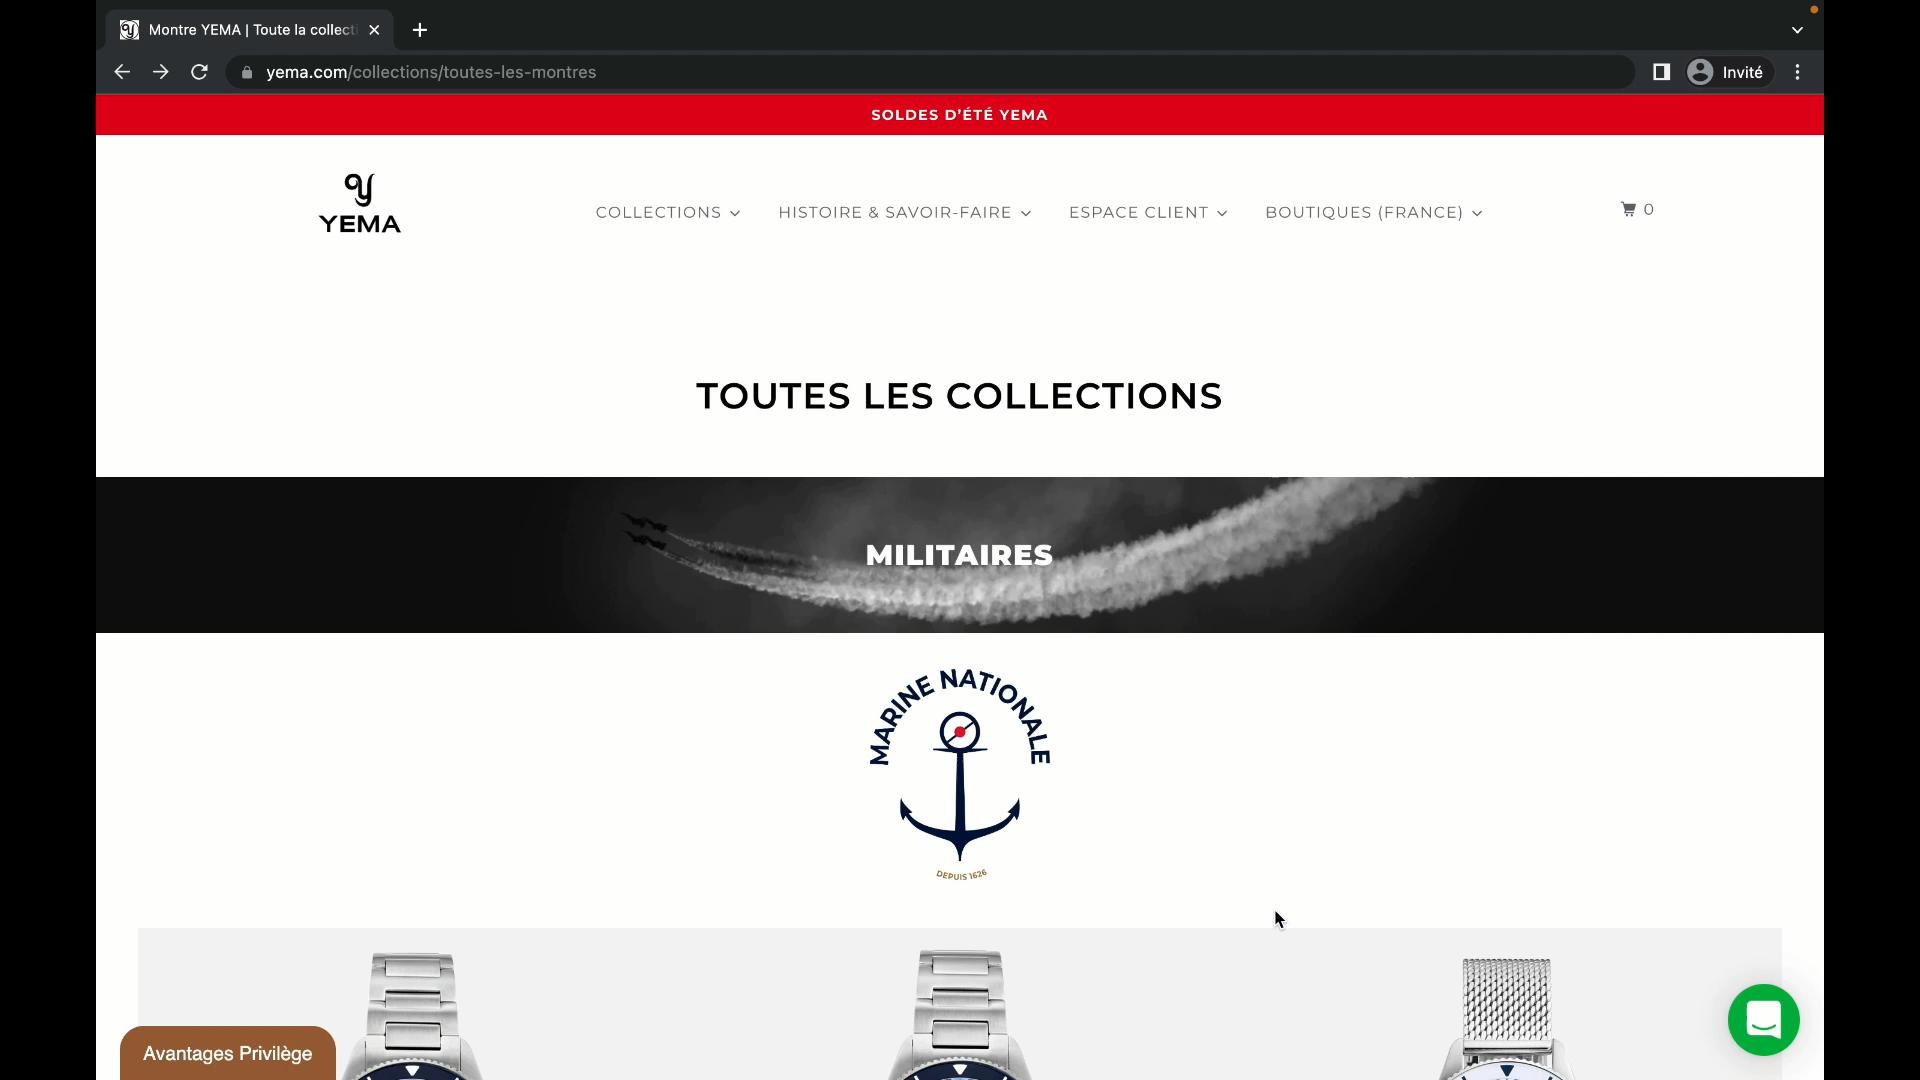 Montre YEMA | Toute la collecti
yema.com/collections/toutes-les-montres
Invité
SOLDES D'ÉTÉ YEMA
YEMA
COLLECTIONS
HISTOIRE & SAVOIR-FAIRE
ESPACE CLIENT
BOUTIQUES (FRANCE)
0
TOUTES LES COLLECTIONS
MILITAIRES
MARINE NATIONALE
DEPUIS 1626
Avantages Privilège